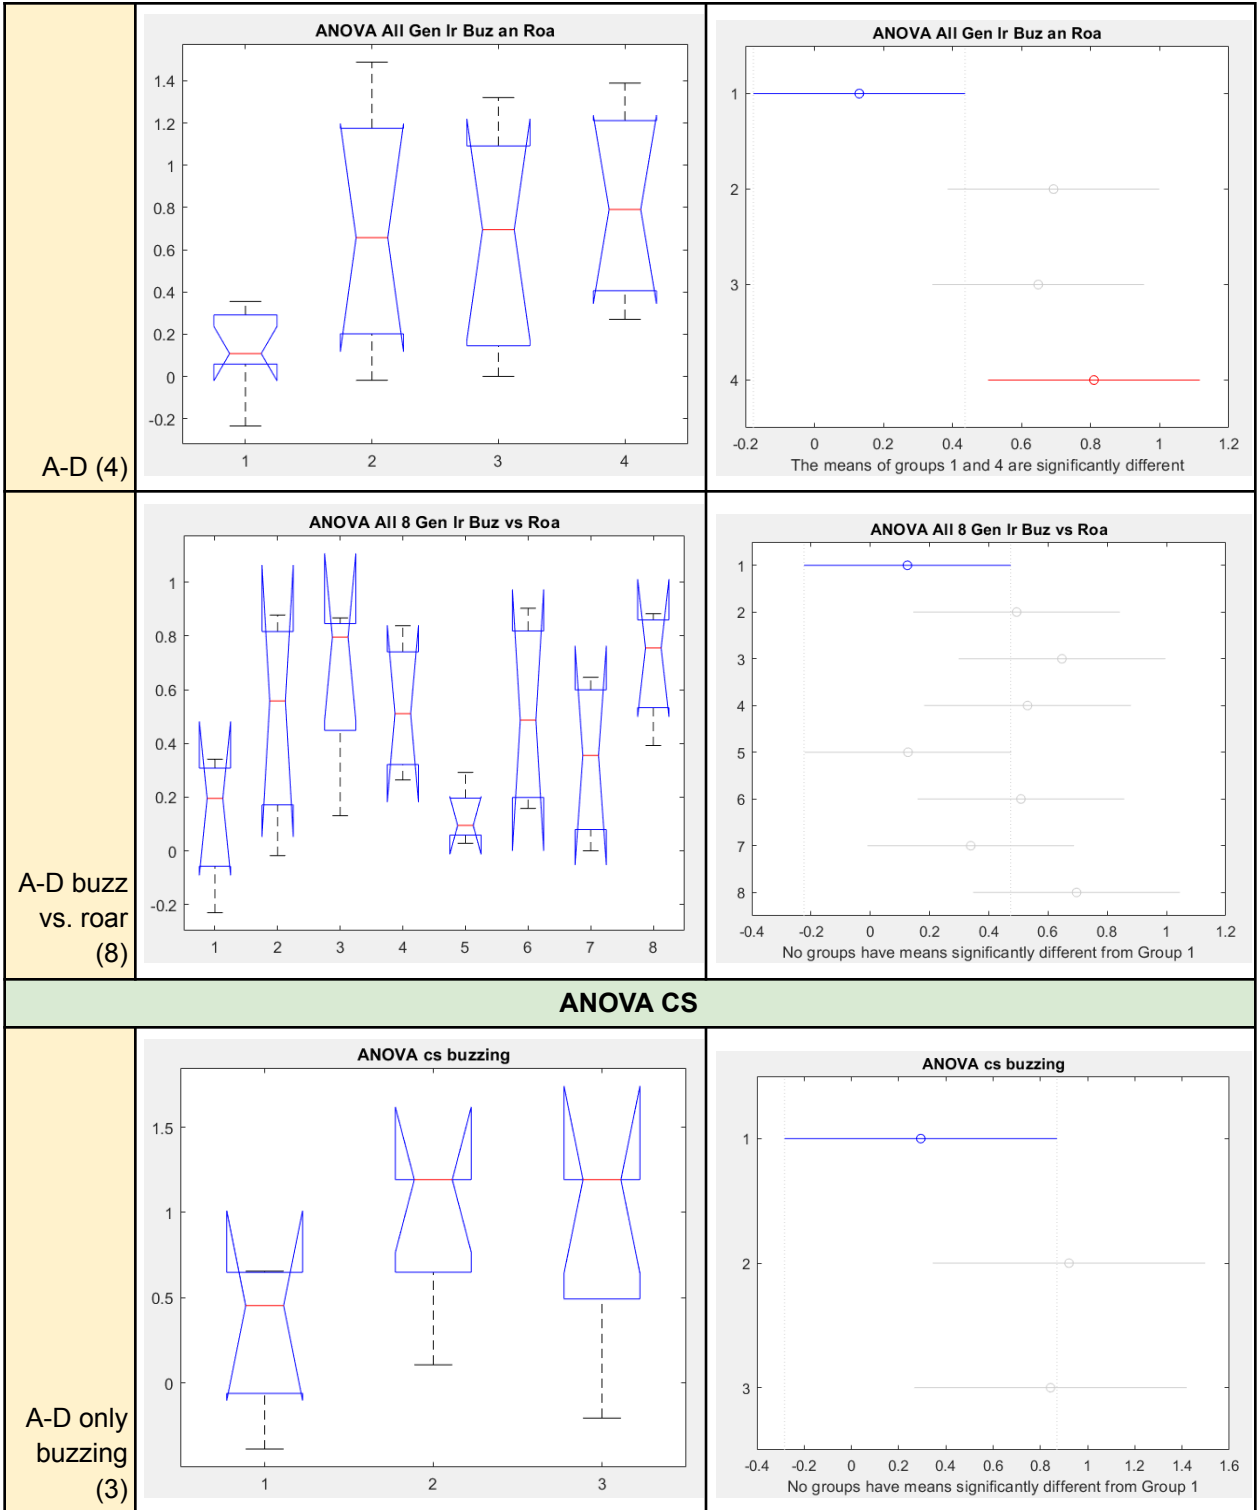 A-D (4)
ANOVA All Gen Ir Buz an Roa
1.4
1.2
1
0.8
0.6
0.4
0.2
0
-0.2
1 2 3 4
ANOVA All Gen Ir Buz an Roa
1
2
3
4
-0.2 0 0.2 0.4 0.6 0.8 1 1.2
The means of groups 1 and 4 are significantly different
A-D buzz
vs. roar
(8)
ANOVA All 8 Gen Ir Buz vs Roa
1
0.8
0.6
0.4
0.2
0
-0.2
1 2 3 4 5 6 7 8
ANOVA All 8 Gen Ir Buz vs Roa
1
2
3
4
5
6
7
8
-0.4 -0.2 0 0.2 0.4 0.6 0.8 1 1.2
No groups have means significantly different from Group 1
ANOVA CS
A-D only
buzzing
(3)
ANOVA cs buzzing
1.5
1
0.5
0
1 2 3
ANOVA cs buzzing
1
2
3
-0.4 -0.2 0 0.2 0.4 0.6 0.8 1 1.2 1.4 1.6
No groups have means significantly different from Group 1